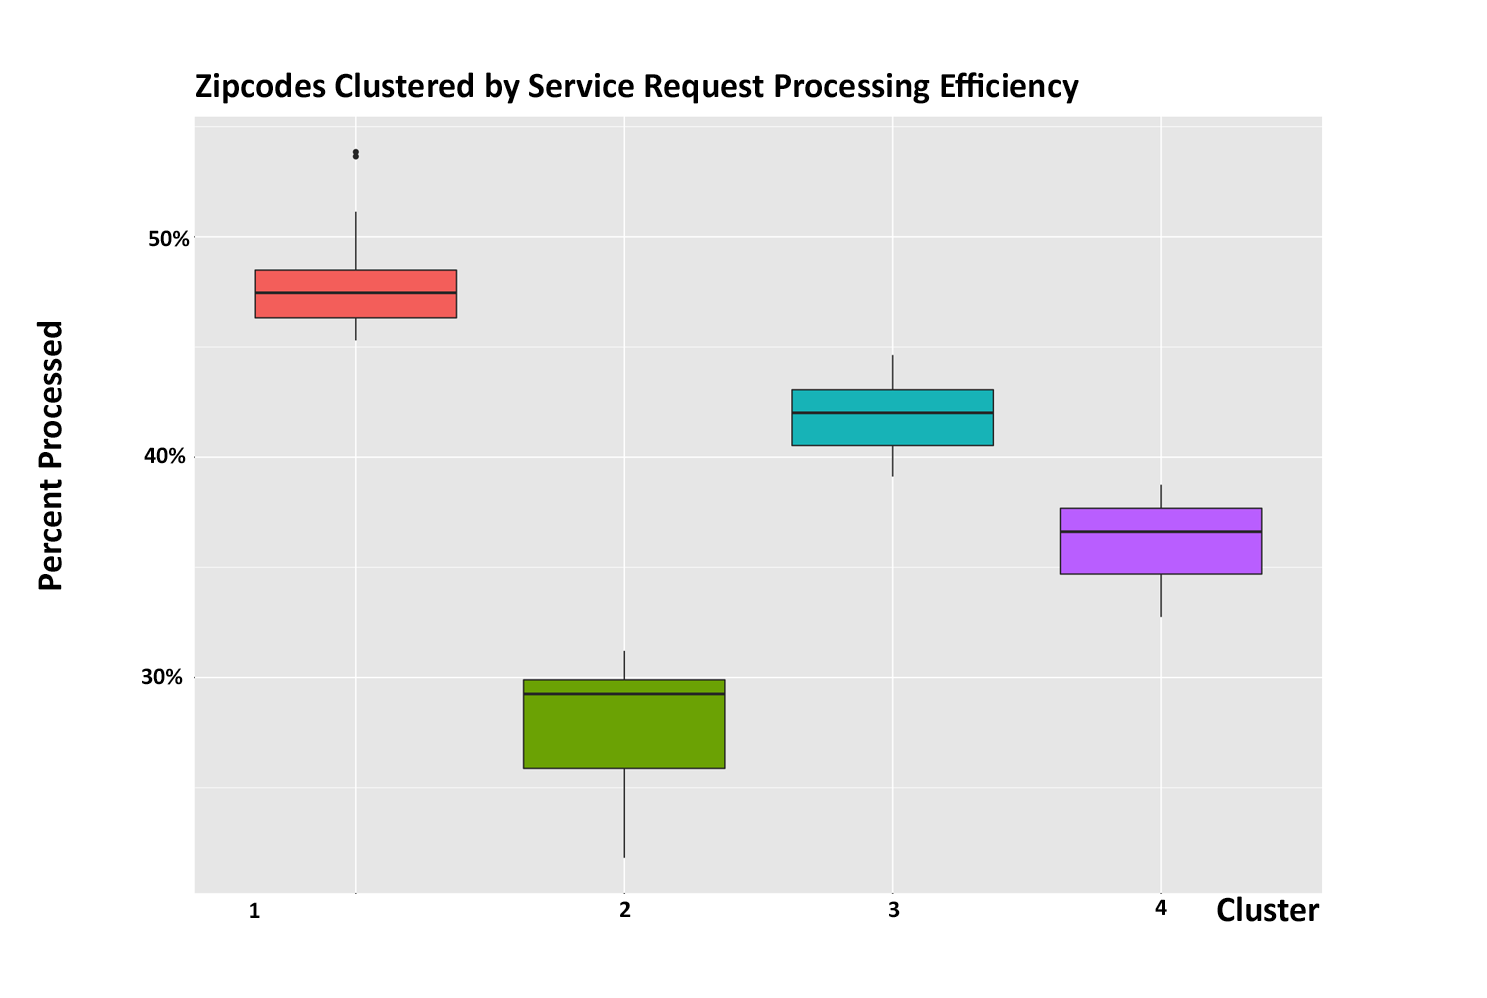 Zipcodes Clustered by Service Request Processing Efficiency
Percent Processed
50%
40%
30%
1
2
3
4
Cluster